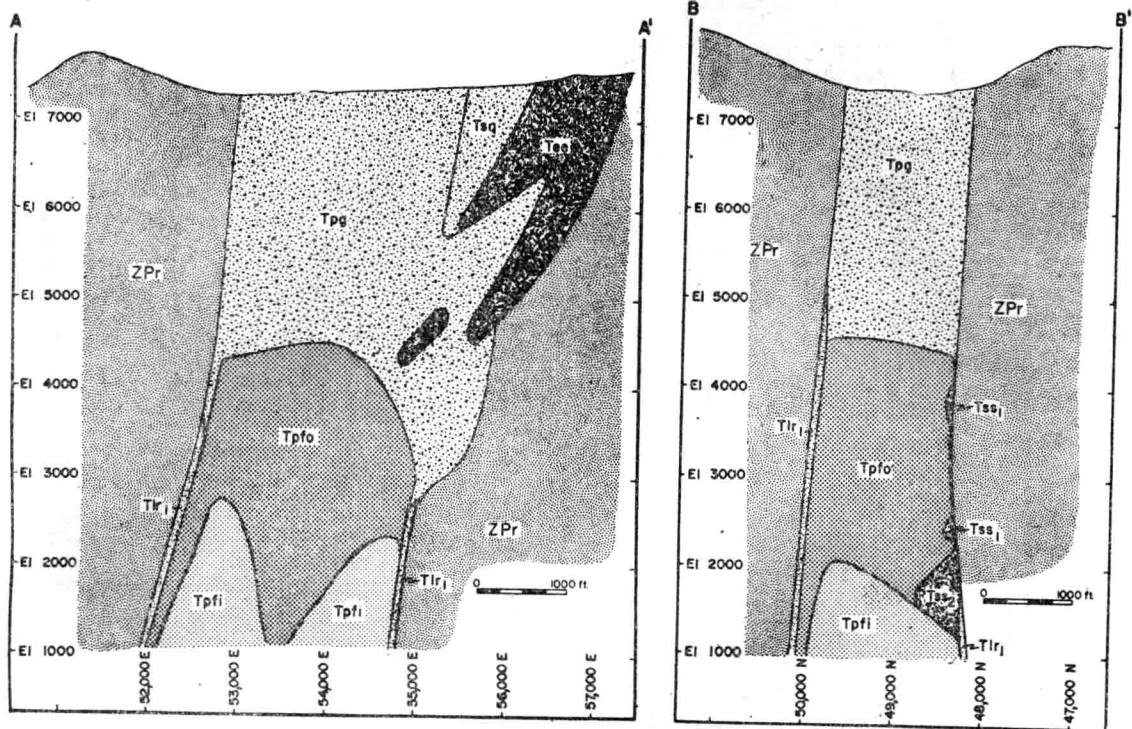 A
A'
El 7000
El 6000
El 5000
El 4000
El 3000
El 2000
El 1000
Tsq
Tpg
ZPr
Tpfo
Tlr₁
Tpfi
Tpfi
ZPr
Tlr₁
0 1000 ft.
52,000 E
53,000 E
54,000 E
55,000 E
56,000 E
57,000 E
B
B'
El 7000
El 6000
El 5000
El 4000
El 3000
El 2000
El 1000
Tpg
ZPr
ZPr
Tss₁
Tlr₁
Tpfo
Tss₁
Tss₂
0 1000 ft.
Tpfi
Tlr₁
50,000 N
49,000 N
48,000 N
47,000 N